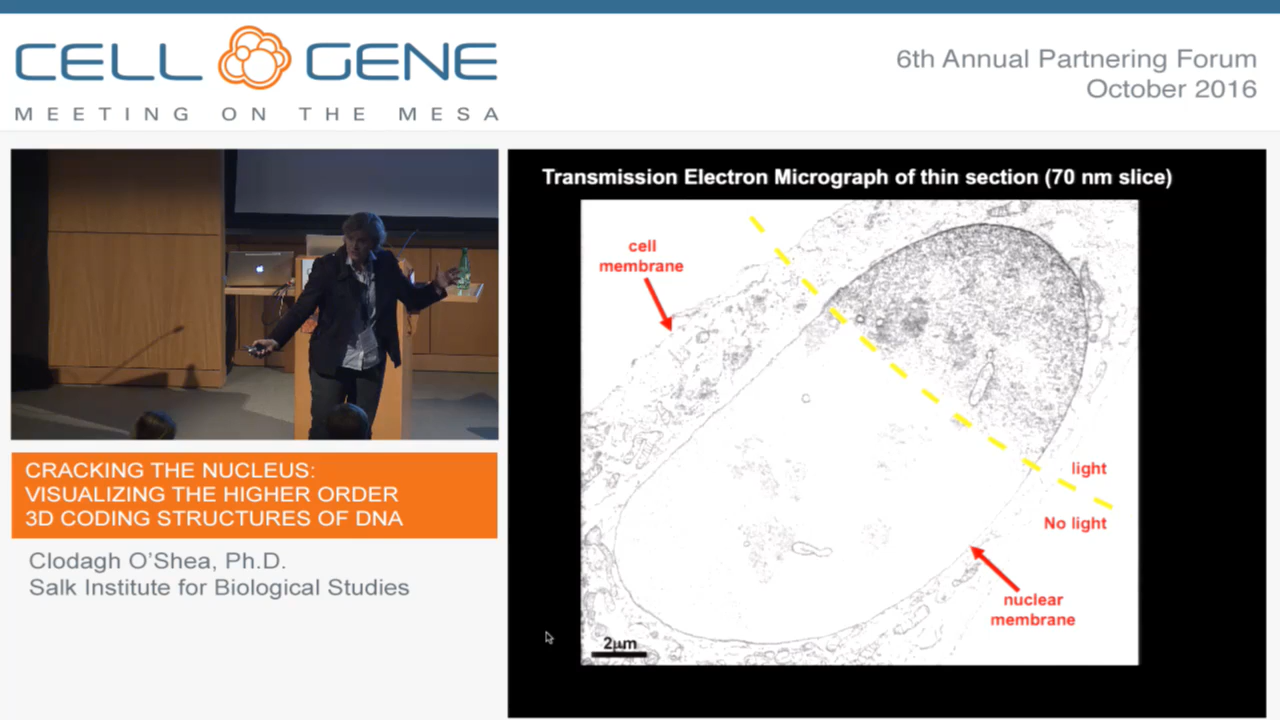 CELL GENE
MEETING ON THE MESA
6th Annual Partnering Forum
October 2016
Transmission Electron Micrograph of thin section (70 nm slice)
cell
membrane
light
No light
nuclear
membrane
2µm
CRACKING THE NUCLEUS:
VISUALIZING THE HIGHER ORDER
3D CODING STRUCTURES OF DNA
Clodagh O'Shea, Ph.D.
Salk Institute for Biological Studies